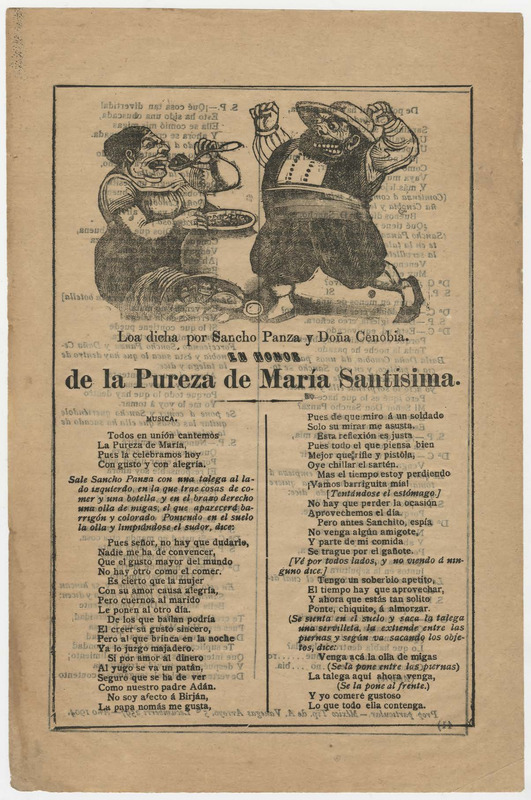 Loa dicha por Sancho Panza y Doña Cenobia.
EN HONOR
de la Pureza de María Santísima.
MUSICA.
Todos en unión cantemos
La Pureza de María,
Pues la celebramos hoy
Con gusto y con alegría.
Sale Sancho Panza con una talega al la-
do izquierdo, en la que trae cosas de co-
mer y una botella, y en el brazo derecho
una olla de migas, el que aparecerá ba-
rrigón y colorado. Poniendo en el suelo
la olla y limpiándose el sudor, dice:
Pues señor, no hay que dudarlo,
Nadie me ha de convencer,
Que el gusto mayor del mundo
No hay otro como el comer.
Es cierto que la mujer
Con su amor causa alegría,
Pero cuernos al marido
Le ponen al otro día.
De los que bailan podría
El creer su gusto sincero,
Pero al que brinca en la noche
Ya lo juzgo majadero.
Si por amor al dinero
Al yugo se va un patán,
Seguro que se ha de ver
Como nuestro padre Adán.
No soy afecto á Birján,
La papa nomás me gusta,
Pues de que miro á un soldado
Solo su mirar me asusta.
Esta reflexión es justa
Pues todo el que piensa bien
Mejor que rifle y pistola,
Oye chillar el sartén.
Mas el tiempo estoy perdiendo
¡Vamos barriguita mía!
[Tentándose el estómago.]
No hay que perder la ocasión
Aprovechemos el día.
Pero antes Sanchito, espía
No venga algún amigote,
Y parte de mi comida
Se trague por el gañote.
[Vé por todos lados, y no viendo á nin-
guno dice.]
Tengo un soberbio apetito,
El tiempo hay que aprovechar,
Y ahora que estás tan solito
Ponte, chiquito, á almorzar.
(Se sienta en el suelo y saca la talega
una servilleta, la extiende entre las
piernas y según va sacando los obje-
tos, dice:
Venga acá la olla de migas
(Se la pone entre las piernas)
La talega aquí ahora venga,
(Se la pone al frente.)
Y yo comeré gustoso
Lo que todo ella contenga.